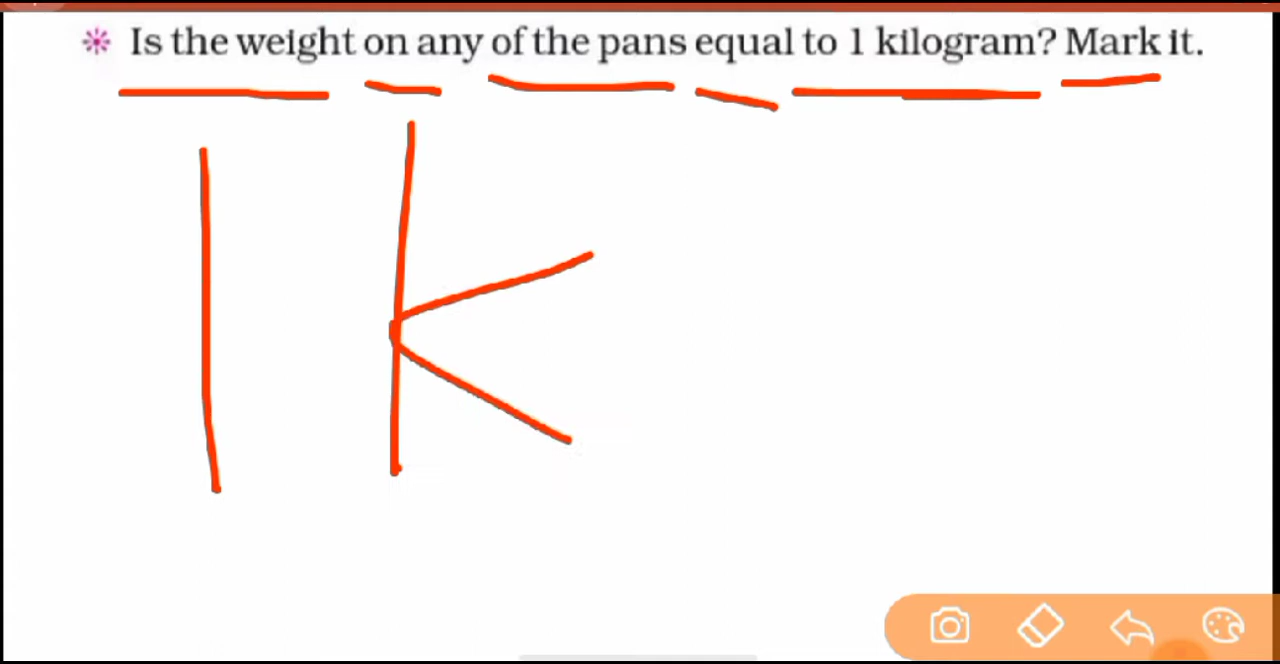 Is the weight on any of the pans equal to 1 kilogram? Mark it.
1 K